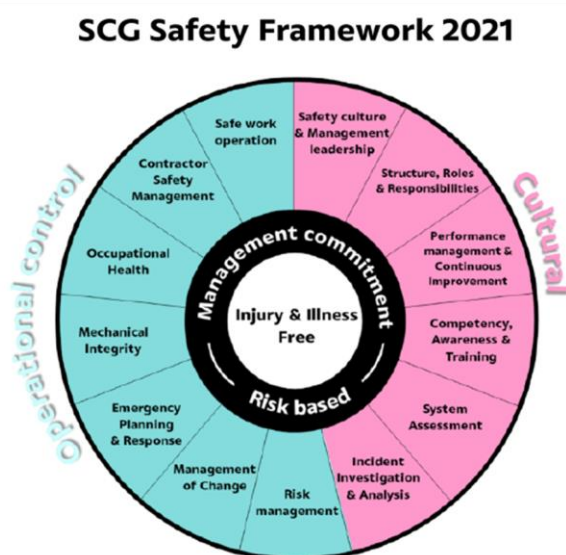 SCG Safety Framework 2021
Safe work
operation
Safety culture
& Management
leadership
Structure, Roles
& Responsibilities
Performance
management &
Continuous
Improvement
Competency,
Awareness &
Training
System
Assessment
Incident
Investigation
& Analysis
Risk
management
Management
of Change
Emergency
Planning
& Response
Mechanical
Integrity
Occupational
Health
Contractor
Safety
Management
Operational control
Cultural
Management commitment
Injury & Illness
Free
Risk based